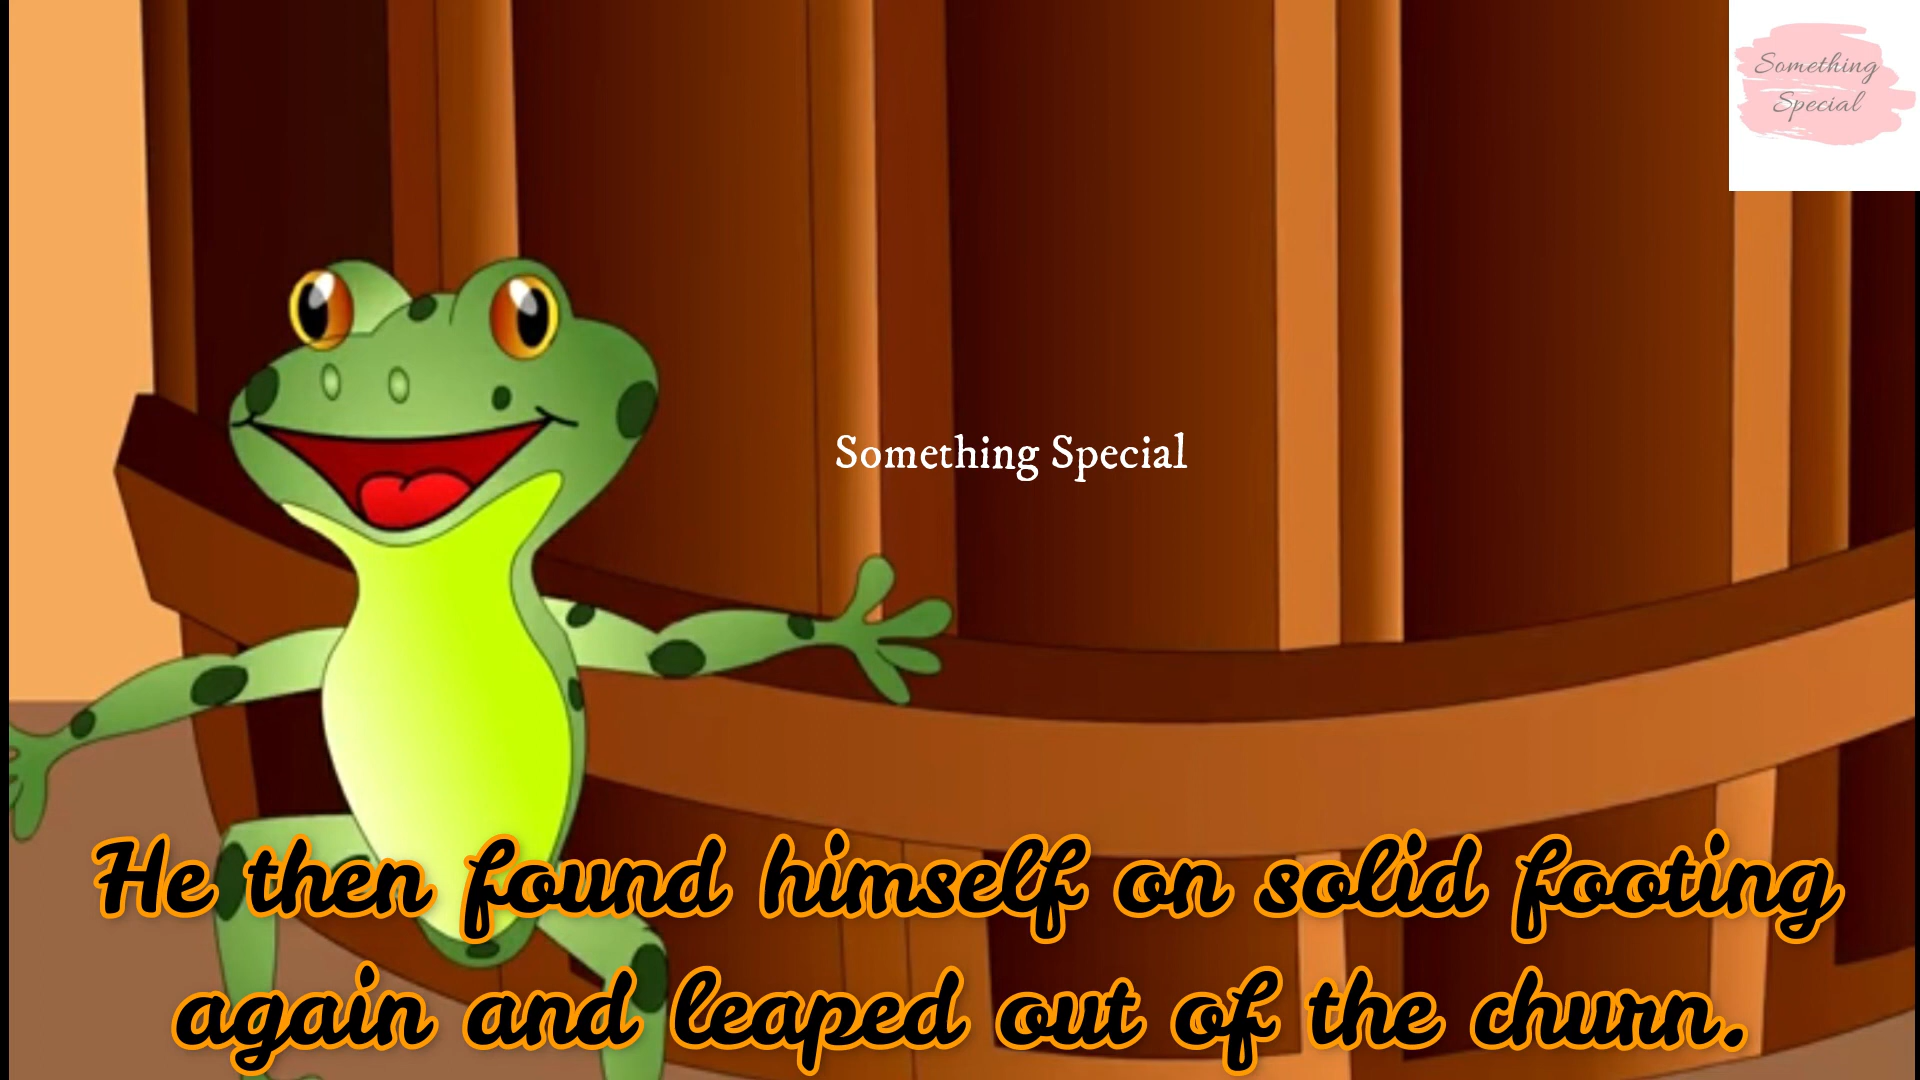 Something
Special
Something Special
He then found himself on solid footing
again and leaped out of the churn.